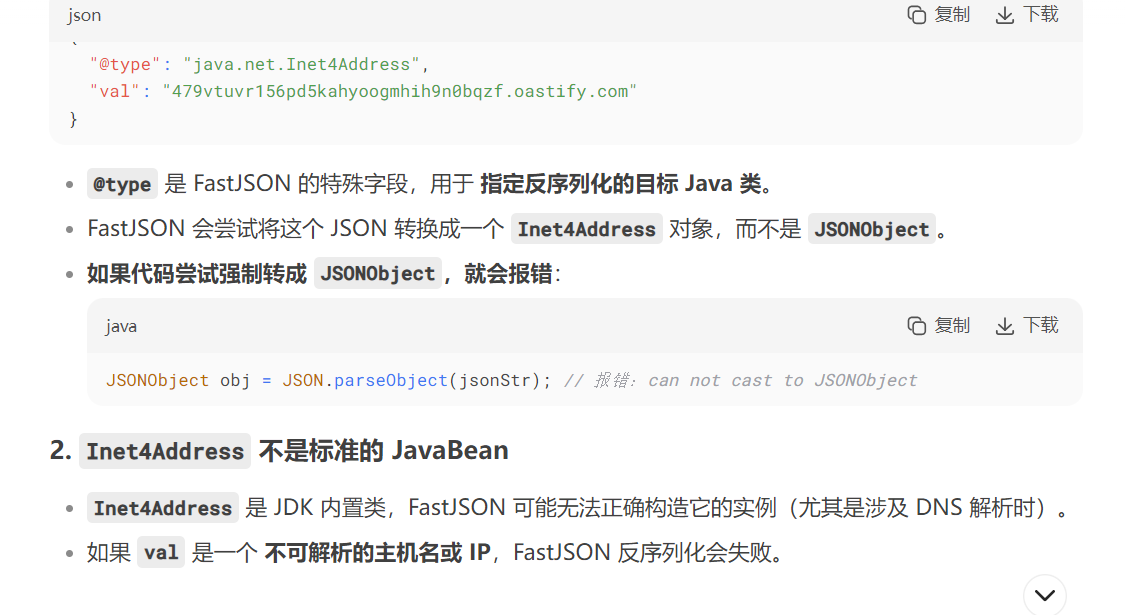 json
复制
下载
"@type": "java.net.Inet4Address",
"val": "479vtuvr156pd5kahyoogmhih9n0bqzf.oastify.com"
}
@type 是 FastJSON 的特殊字段，用于 指定反序列化的目标 Java 类。
FastJSON 会尝试将这个 JSON 转换成一个 Inet4Address 对象，而不是 JSONObject 。
如果代码尝试强制转成 JSONObject ，就会报错：
java
复制
下载
JSONObject obj = JSON.parseObject(jsonStr); // 报错：can not cast to JSONObject
2. Inet4Address 不是标准的 JavaBean
Inet4Address 是 JDK 内置类，FastJSON 可能无法正确构造它的实例（尤其是涉及 DNS 解析时）。
如果 val 是一个 不可解析的主机名或 IP，FastJSON 反序列化会失败。